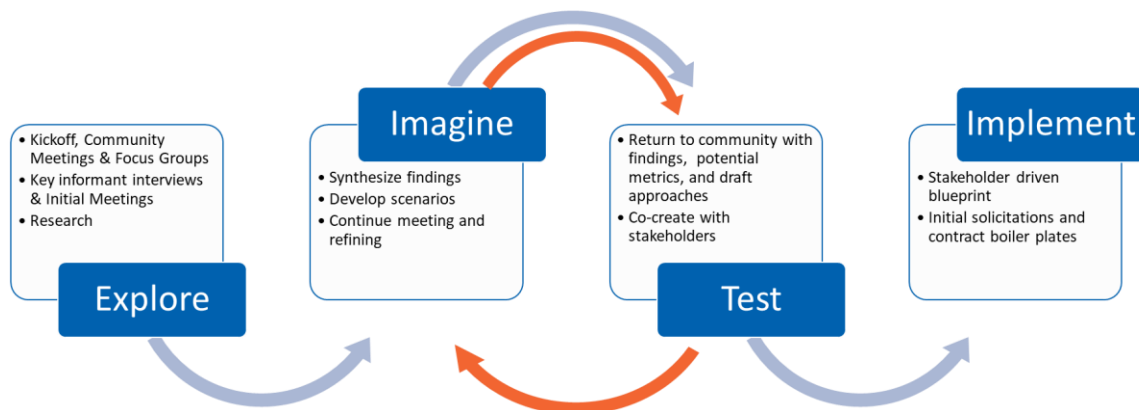 • Kickoff, Community
Meetings & Focus Groups
• Key informant interviews
& Initial Meetings
• Research
Explore
Imagine
• Synthesize findings
• Develop scenarios
• Continue meeting and
refining
• Return to community with
findings,  potential
metrics, and draft
approaches
• Co-create with
stakeholders
Test
Implement
• Stakeholder driven
blueprint
• Initial solicitations and
contract boiler plates